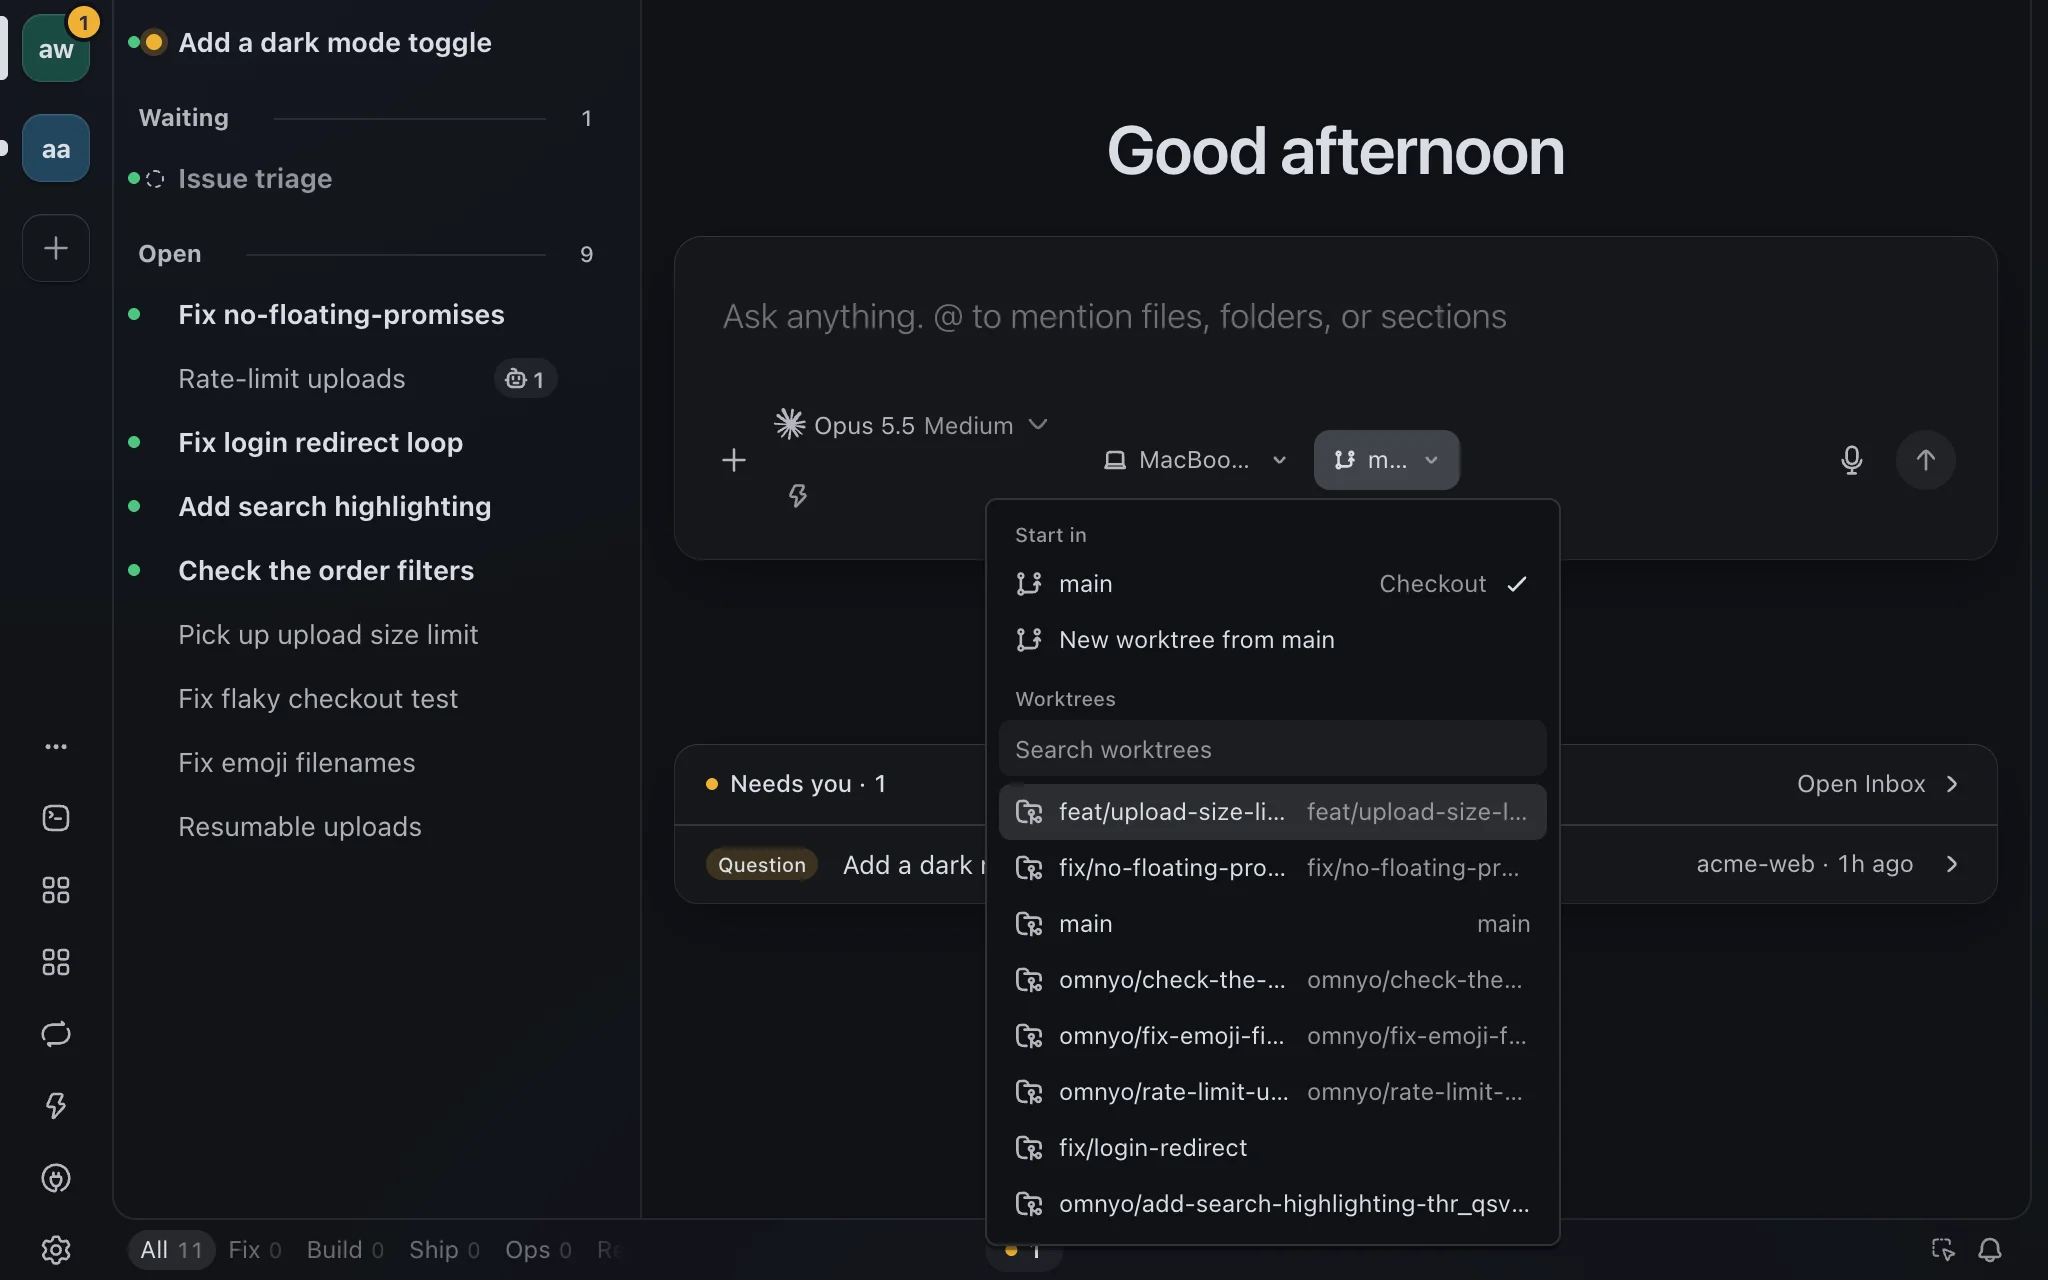 aw
1
aa
Add a dark mode toggle
Waiting 1
Issue triage
Open 9
Fix no-floating-promises
Rate-limit uploads 1
Fix login redirect loop
Add search highlighting
Check the order filters
Pick up upload size limit
Fix flaky checkout test
Fix emoji filenames
Resumable uploads
Good afternoon
Ask anything. @ to mention files, folders, or sections
Opus 5.5 Medium
MacBoo...
m...
Start in
main Checkout
New worktree from main
Worktrees
Search worktrees
feat/upload-size-li... feat/upload-size-l...
fix/no-floating-pro... fix/no-floating-pr...
main main
omnyo/check-the-... omnyo/check-the...
omnyo/fix-emoji-fi... omnyo/fix-emoji-f...
omnyo/rate-limit-u... omnyo/rate-limit-...
fix/login-redirect
omnyo/add-search-highlighting-thr_qsv...
Needs you · 1 Open Inbox
Question Add a dark acme-web · 1h ago
All 11 Fix 0 Build 0 Ship 0 Ops 0
1